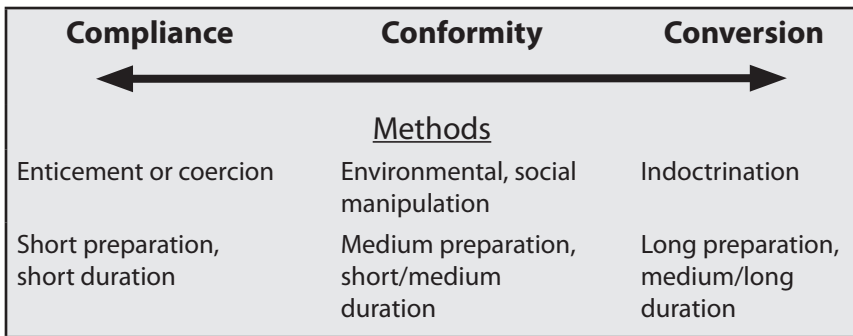 Compliance Conformity Conversion
Methods
Enticement or coercion Environmental, social Indoctrination
manipulation
Short preparation, Medium preparation, Long preparation,
short duration short/medium medium/long
duration duration